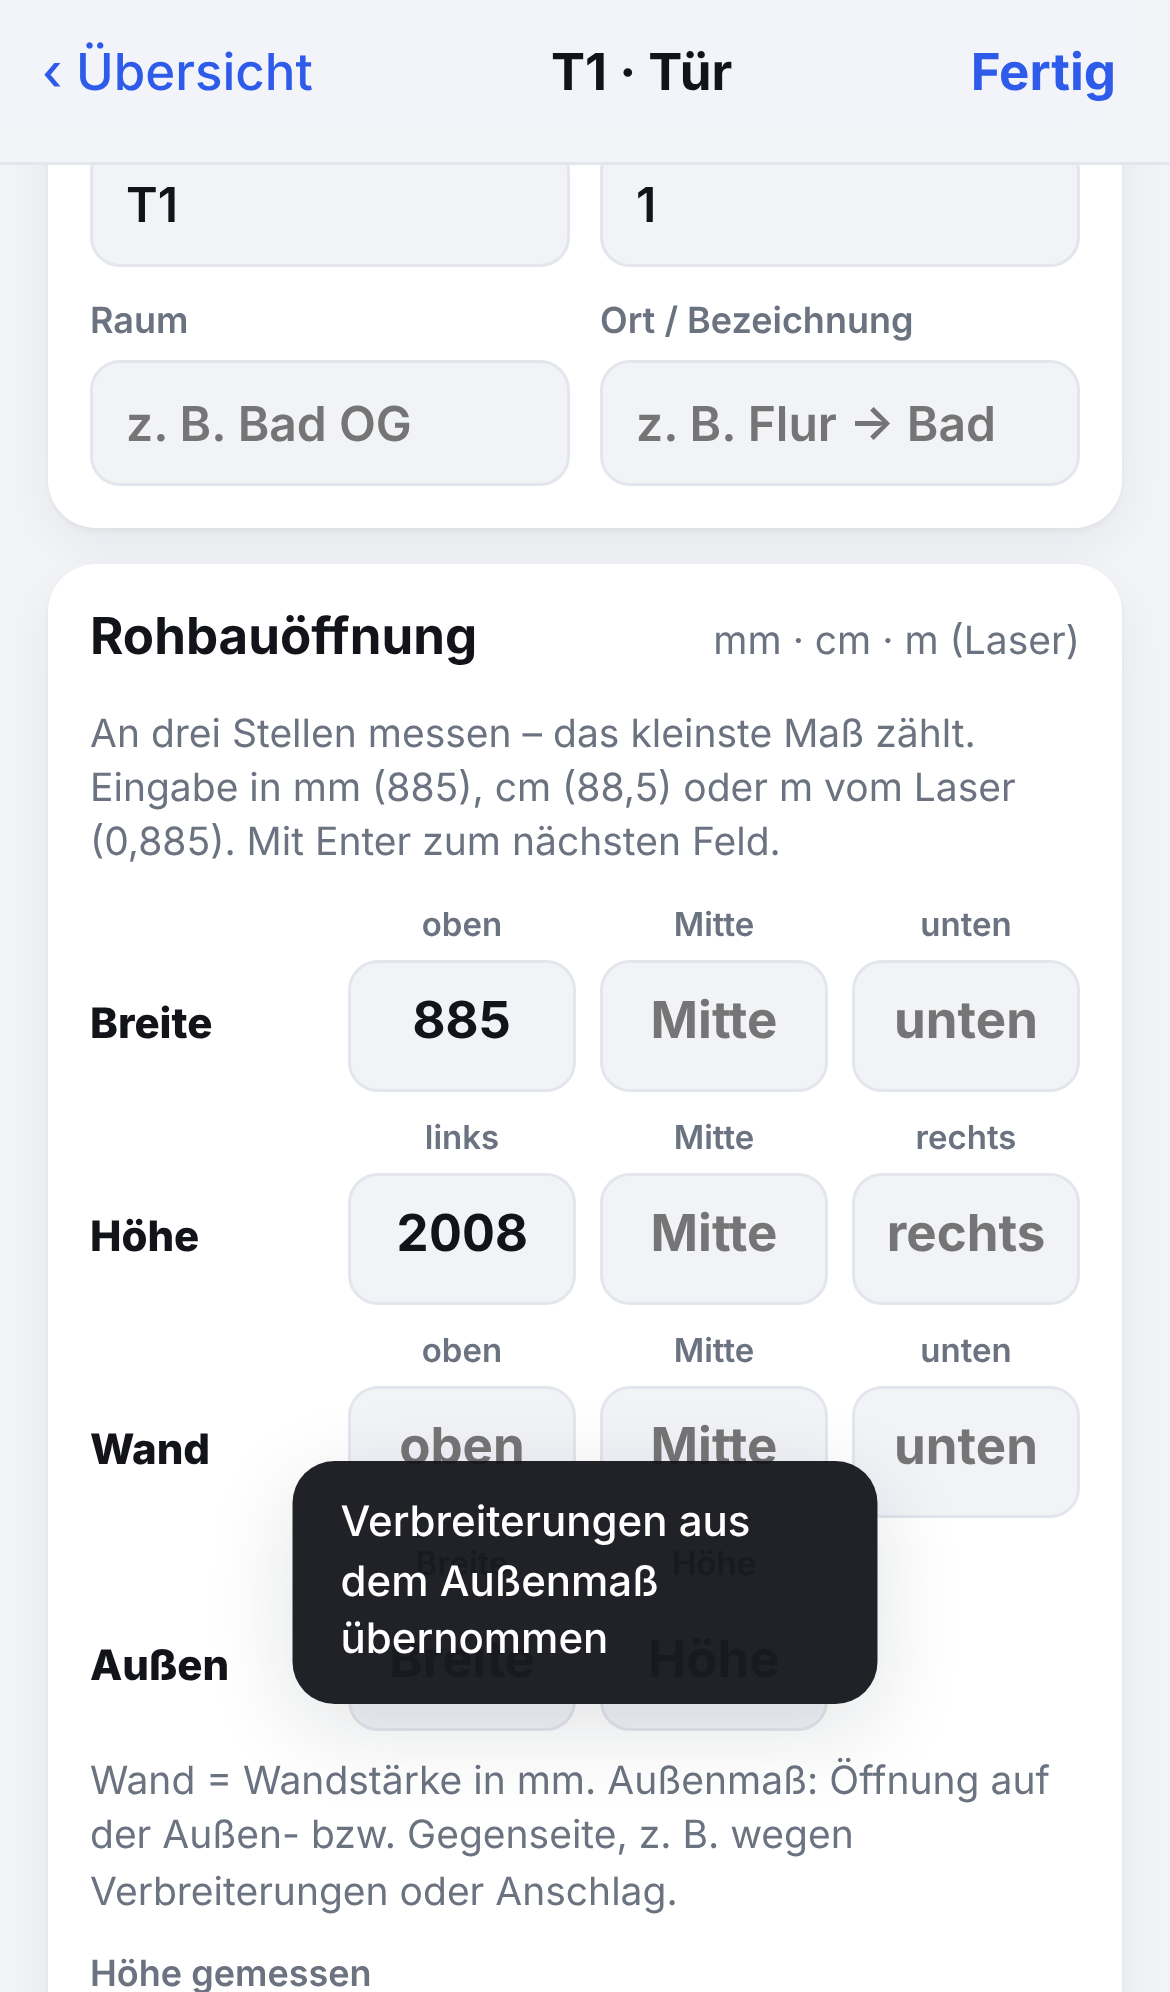 ‹ Übersicht
T1 · Tür
Fertig
T1
1
Raum
Ort / Bezeichnung
z. B. Bad OG
z. B. Flur → Bad
Rohbauöffnung
mm · cm · m (Laser)
An drei Stellen messen – das kleinste Maß zählt.
Eingabe in mm (885), cm (88,5) oder m vom Laser
(0,885). Mit Enter zum nächsten Feld.
oben
Mitte
unten
Breite
885
Mitte
unten
links
Mitte
rechts
Höhe
2008
Mitte
rechts
oben
Mitte
unten
Wand
oben
Mitte
unten
Verbreiterungen aus
dem Außenmaß
übernommen
Breite
Höhe
Außen
Breite
Höhe
Wand = Wandstärke in mm. Außenmaß: Öffnung auf
der Außen- bzw. Gegenseite, z. B. wegen
Verbreiterungen oder Anschlag.
Höhe gemessen